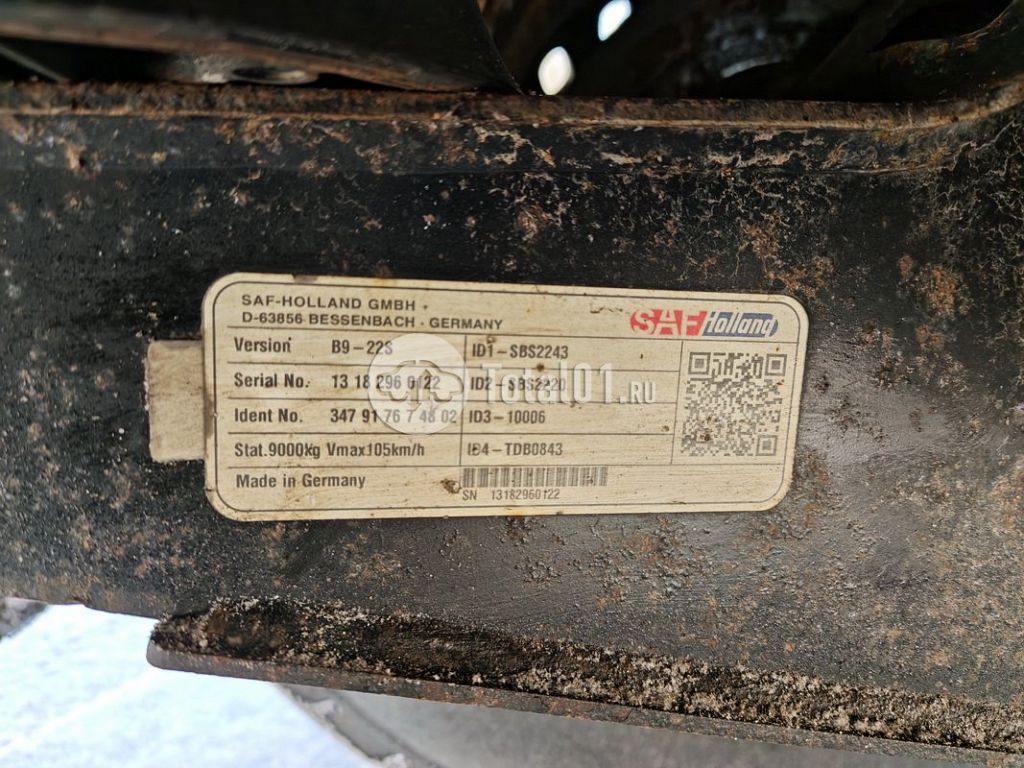 SAF-HOLLAND GMBH
D-63856 BESSENBACH · GERMANY
SAF Holland
Version B9-22S
ID1-SBS2243
Serial No. 13 18 296 0122
ID2-SBS2220
Ident No. 347 91 76 7 48 02
ID3-10006
Stat.9000kg Vmax105km/h
ID4-TDB0843
Made in Germany
SN 13182960122
Total01.RU